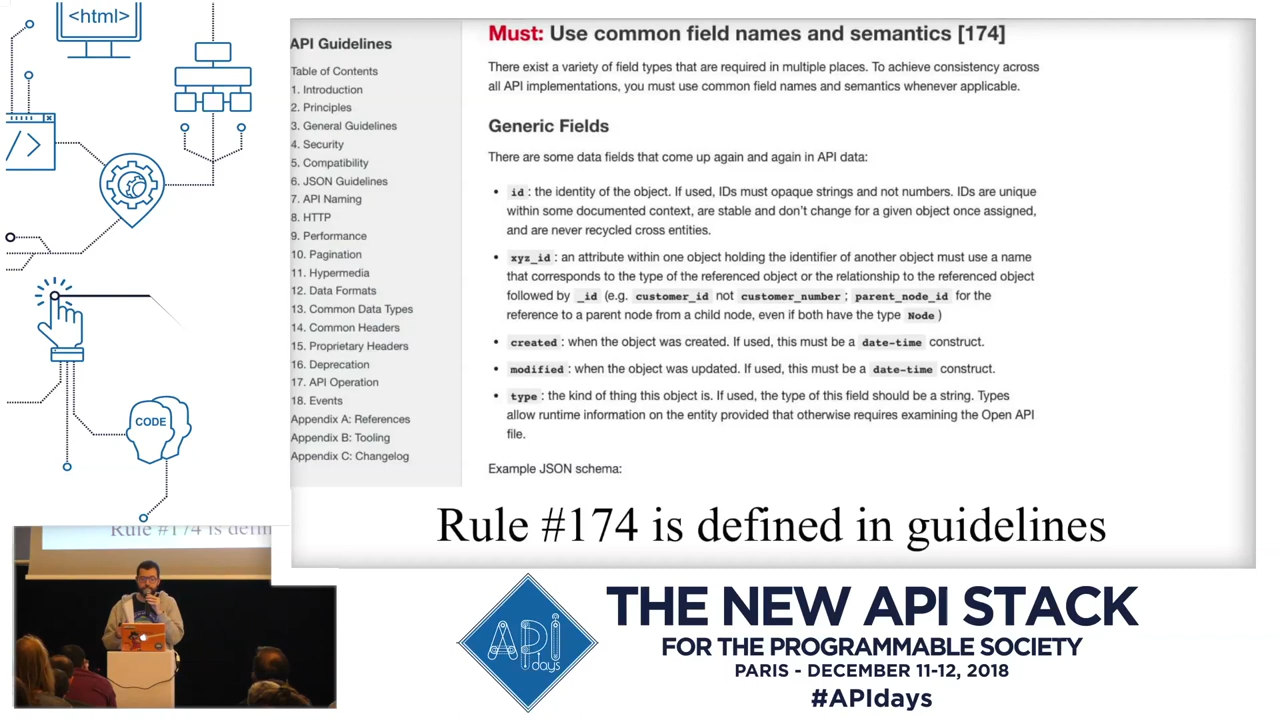 <html>
</>
CODE
API Guidelines
Table of Contents
1. Introduction
2. Principles
3. General Guidelines
4. Security
5. Compatibility
6. JSON Guidelines
7. API Naming
8. HTTP
9. Performance
10. Pagination
11. Hypermedia
12. Data Formats
13. Common Data Types
14. Common Headers
15. Proprietary Headers
16. Deprecation
17. API Operation
18. Events
Appendix A: References
Appendix B: Tooling
Appendix C: Changelog
Must: Use common field names and semantics [174]
There exist a variety of field types that are required in multiple places. To achieve consistency across
all API implementations, you must use common field names and semantics whenever applicable.
Generic Fields
There are some data fields that come up again and again in API data:
• id : the identity of the object. If used, IDs must opaque strings and not numbers. IDs are unique
within some documented context, are stable and don't change for a given object once assigned,
and are never recycled cross entities.
• xyz_id : an attribute within one object holding the identifier of another object must use a name
that corresponds to the type of the referenced object or the relationship to the referenced object
followed by _id (e.g. customer_id not customer_number ; parent_node_id for the
reference to a parent node from a child node, even if both have the type Node )
• created : when the object was created. If used, this must be a date-time construct.
• modified : when the object was updated. If used, this must be a date-time construct.
• type : the kind of thing this object is. If used, the type of this field should be a string. Types
allow runtime information on the entity provided that otherwise requires examining the Open API
file.
Example JSON schema:
Rule #174 is defined in guidelines
Rule #174 is defin
API
days
THE NEW API STACK
FOR THE PROGRAMMABLE SOCIETY
PARIS - DECEMBER 11-12, 2018
#APIdays